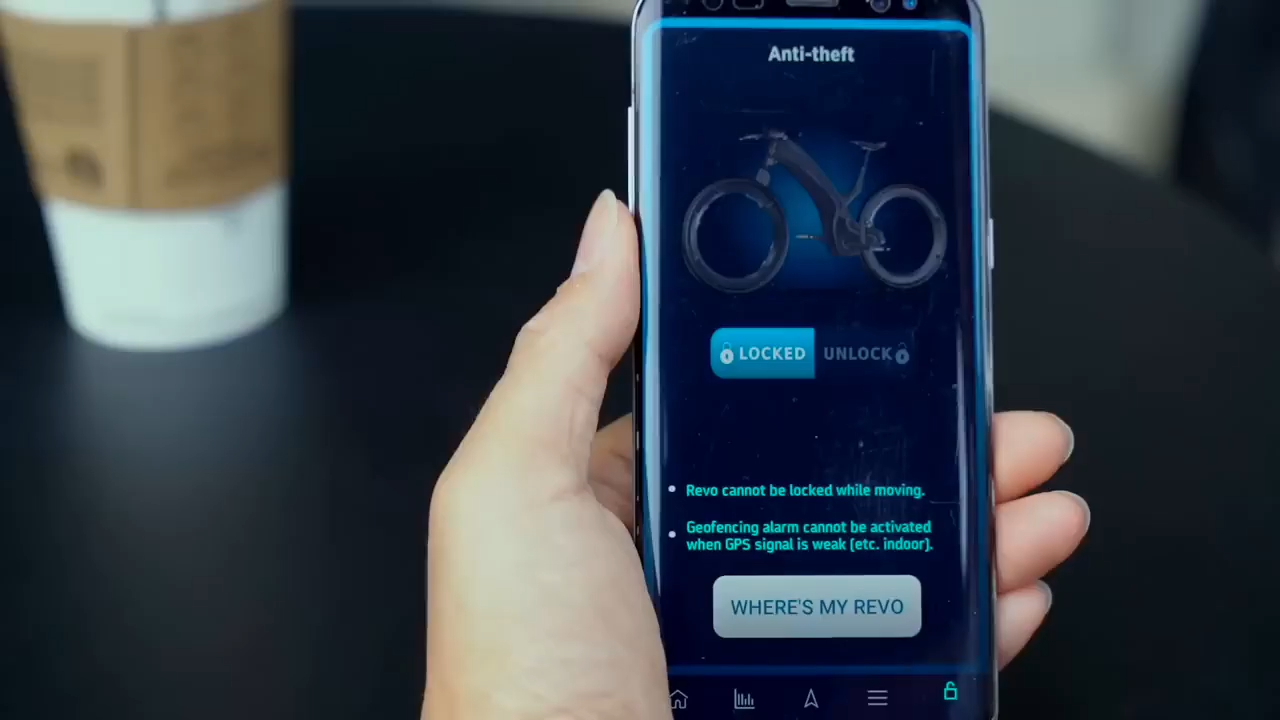 Anti-theft
LOCKED UNLOCK
Revo cannot be locked while moving.
Geofencing alarm cannot be activated
when GPS signal is weak (etc. indoor).
WHERE'S MY REVO